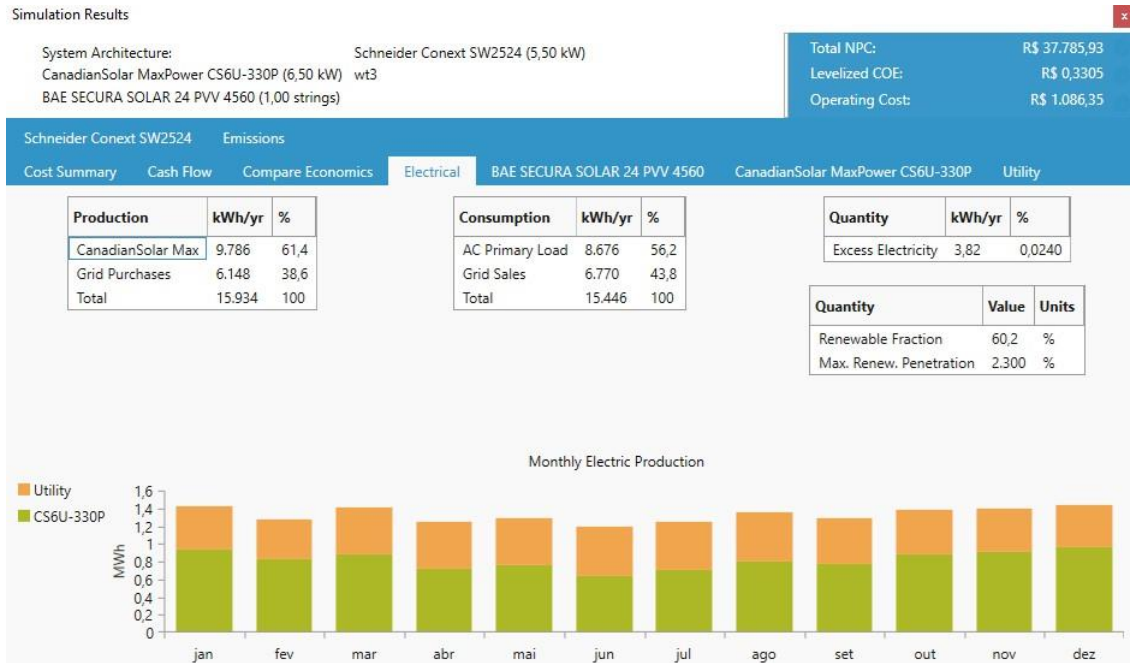 Simulation Results
x
System Architecture: Schneider Conext SW2524 (5,50 kW)
CanadianSolar MaxPower CS6U-330P (6,50 kW) wt3
BAE SECURA SOLAR 24 PVV 4560 (1,00 strings)
Total NPC: R$ 37.785,93
Levelized COE: R$ 0,3305
Operating Cost: R$ 1.086,35
Schneider Conext SW2524 Emissions
Cost Summary Cash Flow Compare Economics Electrical BAE SECURA SOLAR 24 PVV 4560 CanadianSolar MaxPower CS6U-330P Utility
Production kWh/yr %
CanadianSolar Max 9.786 61,4
Grid Purchases 6.148 38,6
Total 15.934 100
Consumption kWh/yr %
AC Primary Load 8.676 56,2
Grid Sales 6.770 43,8
Total 15.446 100
Quantity kWh/yr %
Excess Electricity 3,82 0,0240
Quantity Value Units
Renewable Fraction 60,2 %
Max. Renew. Penetration 2.300 %
Monthly Electric Production
Utility
CS6U-330P
MWh
1,6
1,4
1,2
1
0,8
0,6
0,4
0,2
0
jan fev mar abr mai jun jul ago set out nov dez